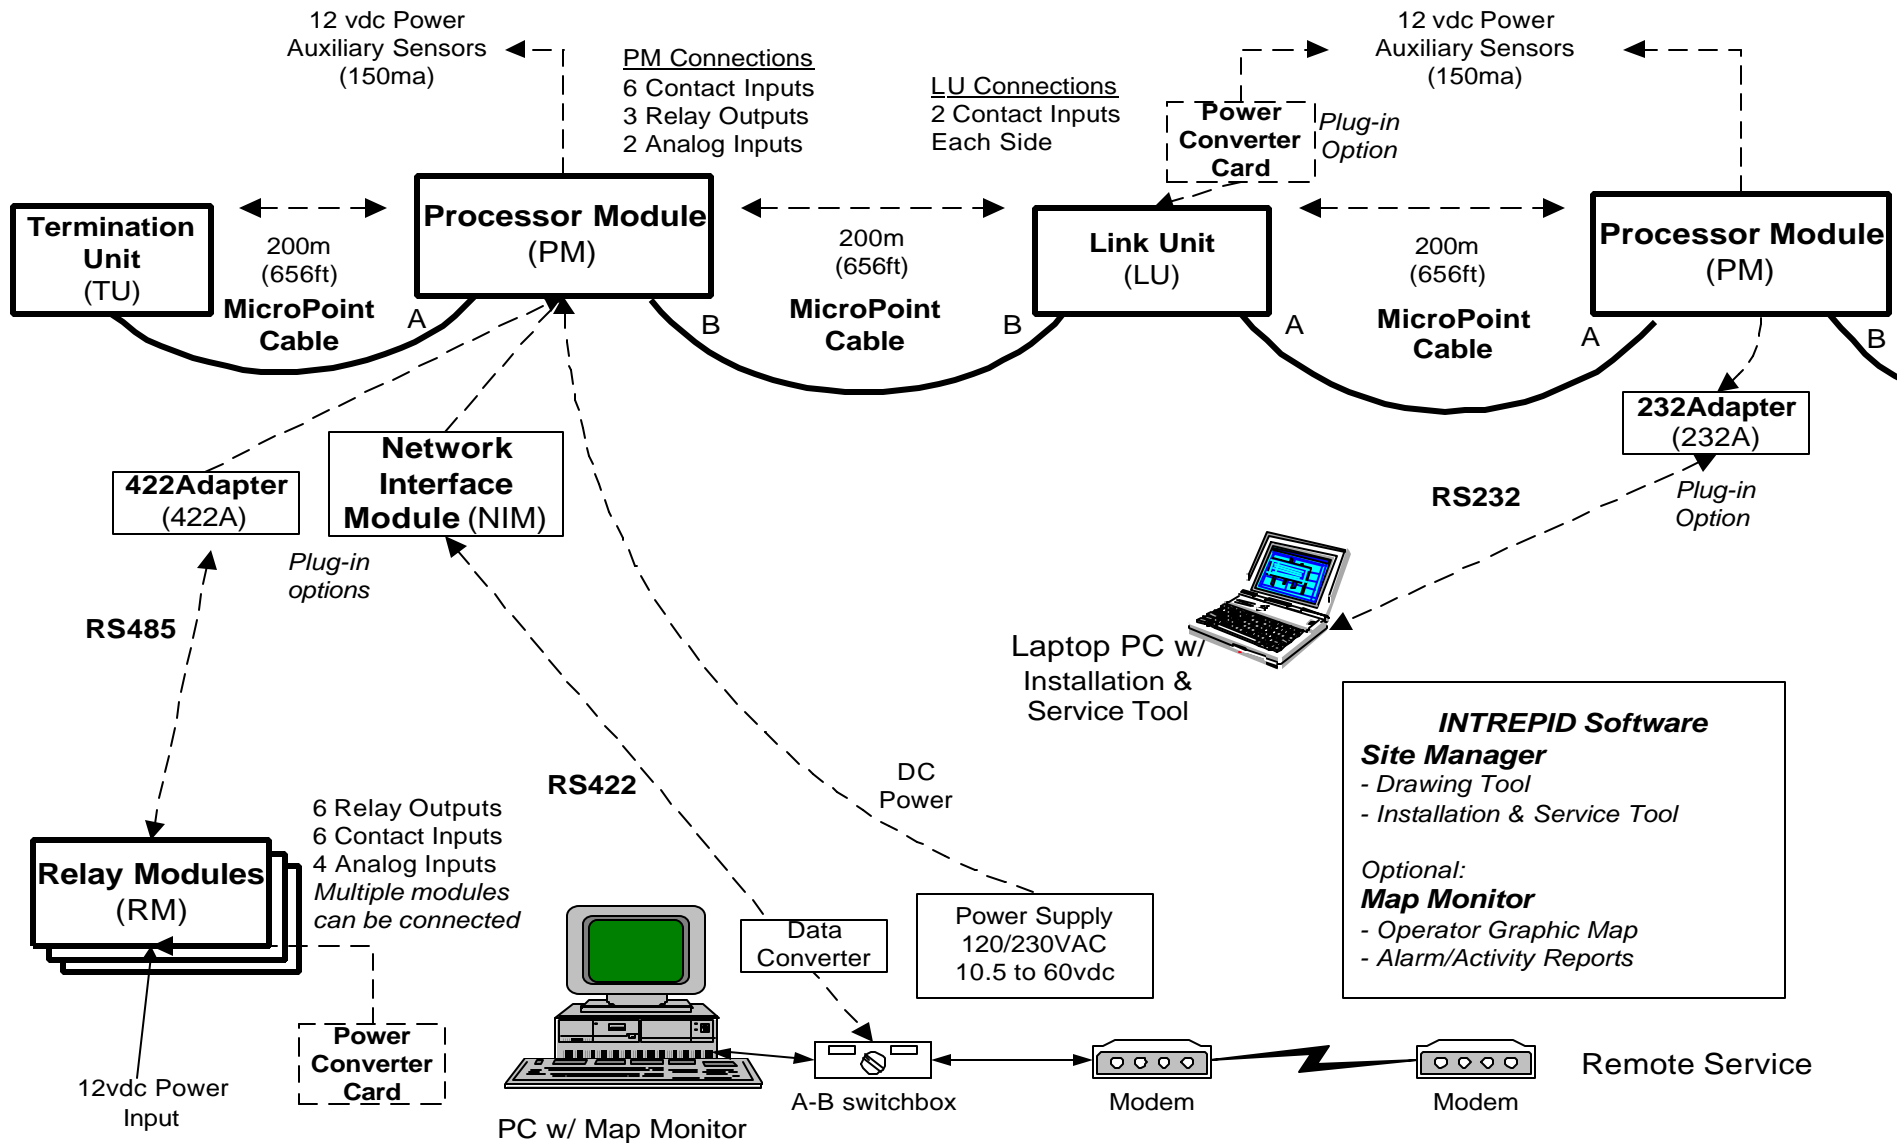 12 vdc Power
Auxiliary Sensors
(150ma)
PM Connections
6 Contact Inputs
3 Relay Outputs
2 Analog Inputs
LU Connections
2 Contact Inputs
Each Side
Power
Converter
Card
Plug-in
Option
12 vdc Power
Auxiliary Sensors
(150ma)
Termination
Unit
(TU)
200m
(656ft)
MicroPoint
Cable
A
Processor Module
(PM)
B
200m
(656ft)
MicroPoint
Cable
B
Link Unit
(LU)
A
200m
(656ft)
MicroPoint
Cable
A
Processor Module
(PM)
B
422Adapter
(422A)
Network
Interface
Module (NIM)
Plug-in
options
232Adapter
(232A)
Plug-in
Option
RS232
RS485
Laptop PC w/
Installation &
Service Tool
RS422
DC
Power
INTREPID Software
Site Manager
- Drawing Tool
- Installation & Service Tool
Optional:
Map Monitor
- Operator Graphic Map
- Alarm/Activity Reports
Relay Modules
(RM)
6 Relay Outputs
6 Contact Inputs
4 Analog Inputs
Multiple modules
can be connected
Data
Converter
Power Supply
120/230VAC
10.5 to 60vdc
Power
Converter
Card
12vdc Power
Input
PC w/ Map Monitor
A-B switchbox
Modem
Modem
Remote Service